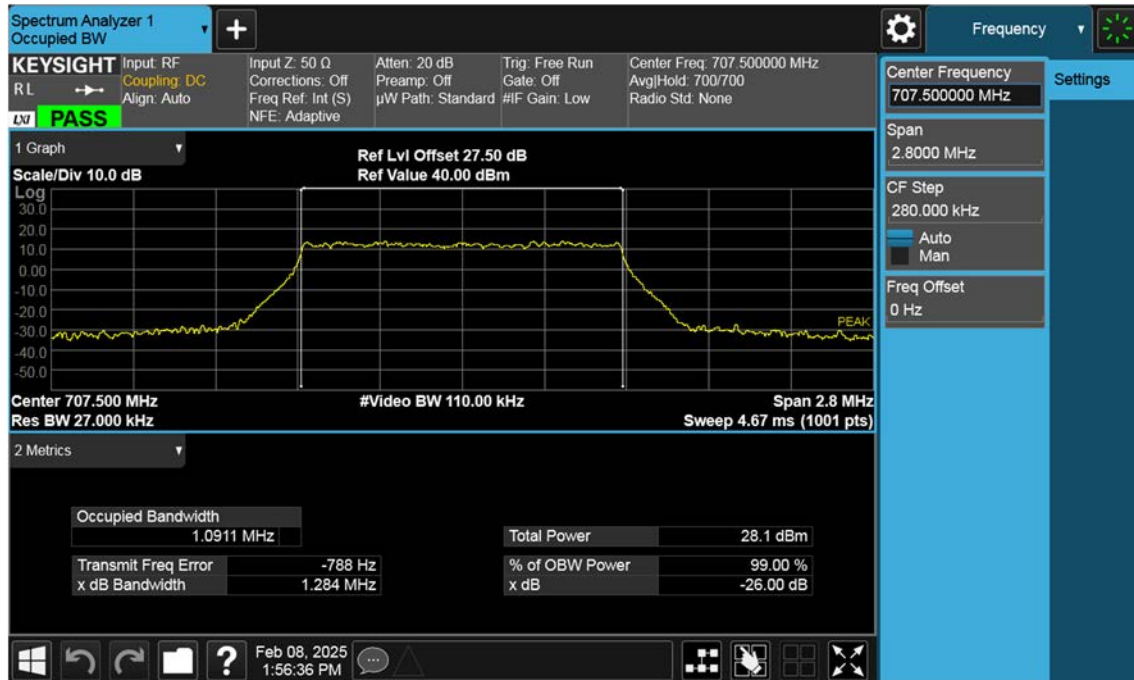 Spectrum Analyzer 1
Occupied BW
+
Frequency
KEYSIGHT
R L
LXI PASS
Input: RF
Coupling: DC
Align: Auto
Input Z: 50 Ω
Corrections: Off
Freq Ref: Int (S)
NFE: Adaptive
Atten: 20 dB
Preamp: Off
µW Path: Standard
Trig: Free Run
Gate: Off
#IF Gain: Low
Center Freq: 707.500000 MHz
Avg|Hold: 700/700
Radio Std: None
Center Frequency
707.500000 MHz
Settings
Span
2.8000 MHz
CF Step
280.000 kHz
Auto
Man
Freq Offset
0 Hz
1 Graph
Scale/Div 10.0 dB
Ref Lvl Offset 27.50 dB
Ref Value 40.00 dBm
Log
30.0
20.0
10.0
0.00
-10.0
-20.0
-30.0
-40.0
-50.0
PEAK
Center 707.500 MHz
#Video BW 110.00 kHz
Span 2.8 MHz
Res BW 27.000 kHz
Sweep 4.67 ms (1001 pts)
2 Metrics
Occupied Bandwidth
1.0911 MHz
Total Power 28.1 dBm
Transmit Freq Error -788 Hz
% of OBW Power 99.00 %
x dB Bandwidth 1.284 MHz
x dB -26.00 dB
?
Feb 08, 2025
1:56:36 PM